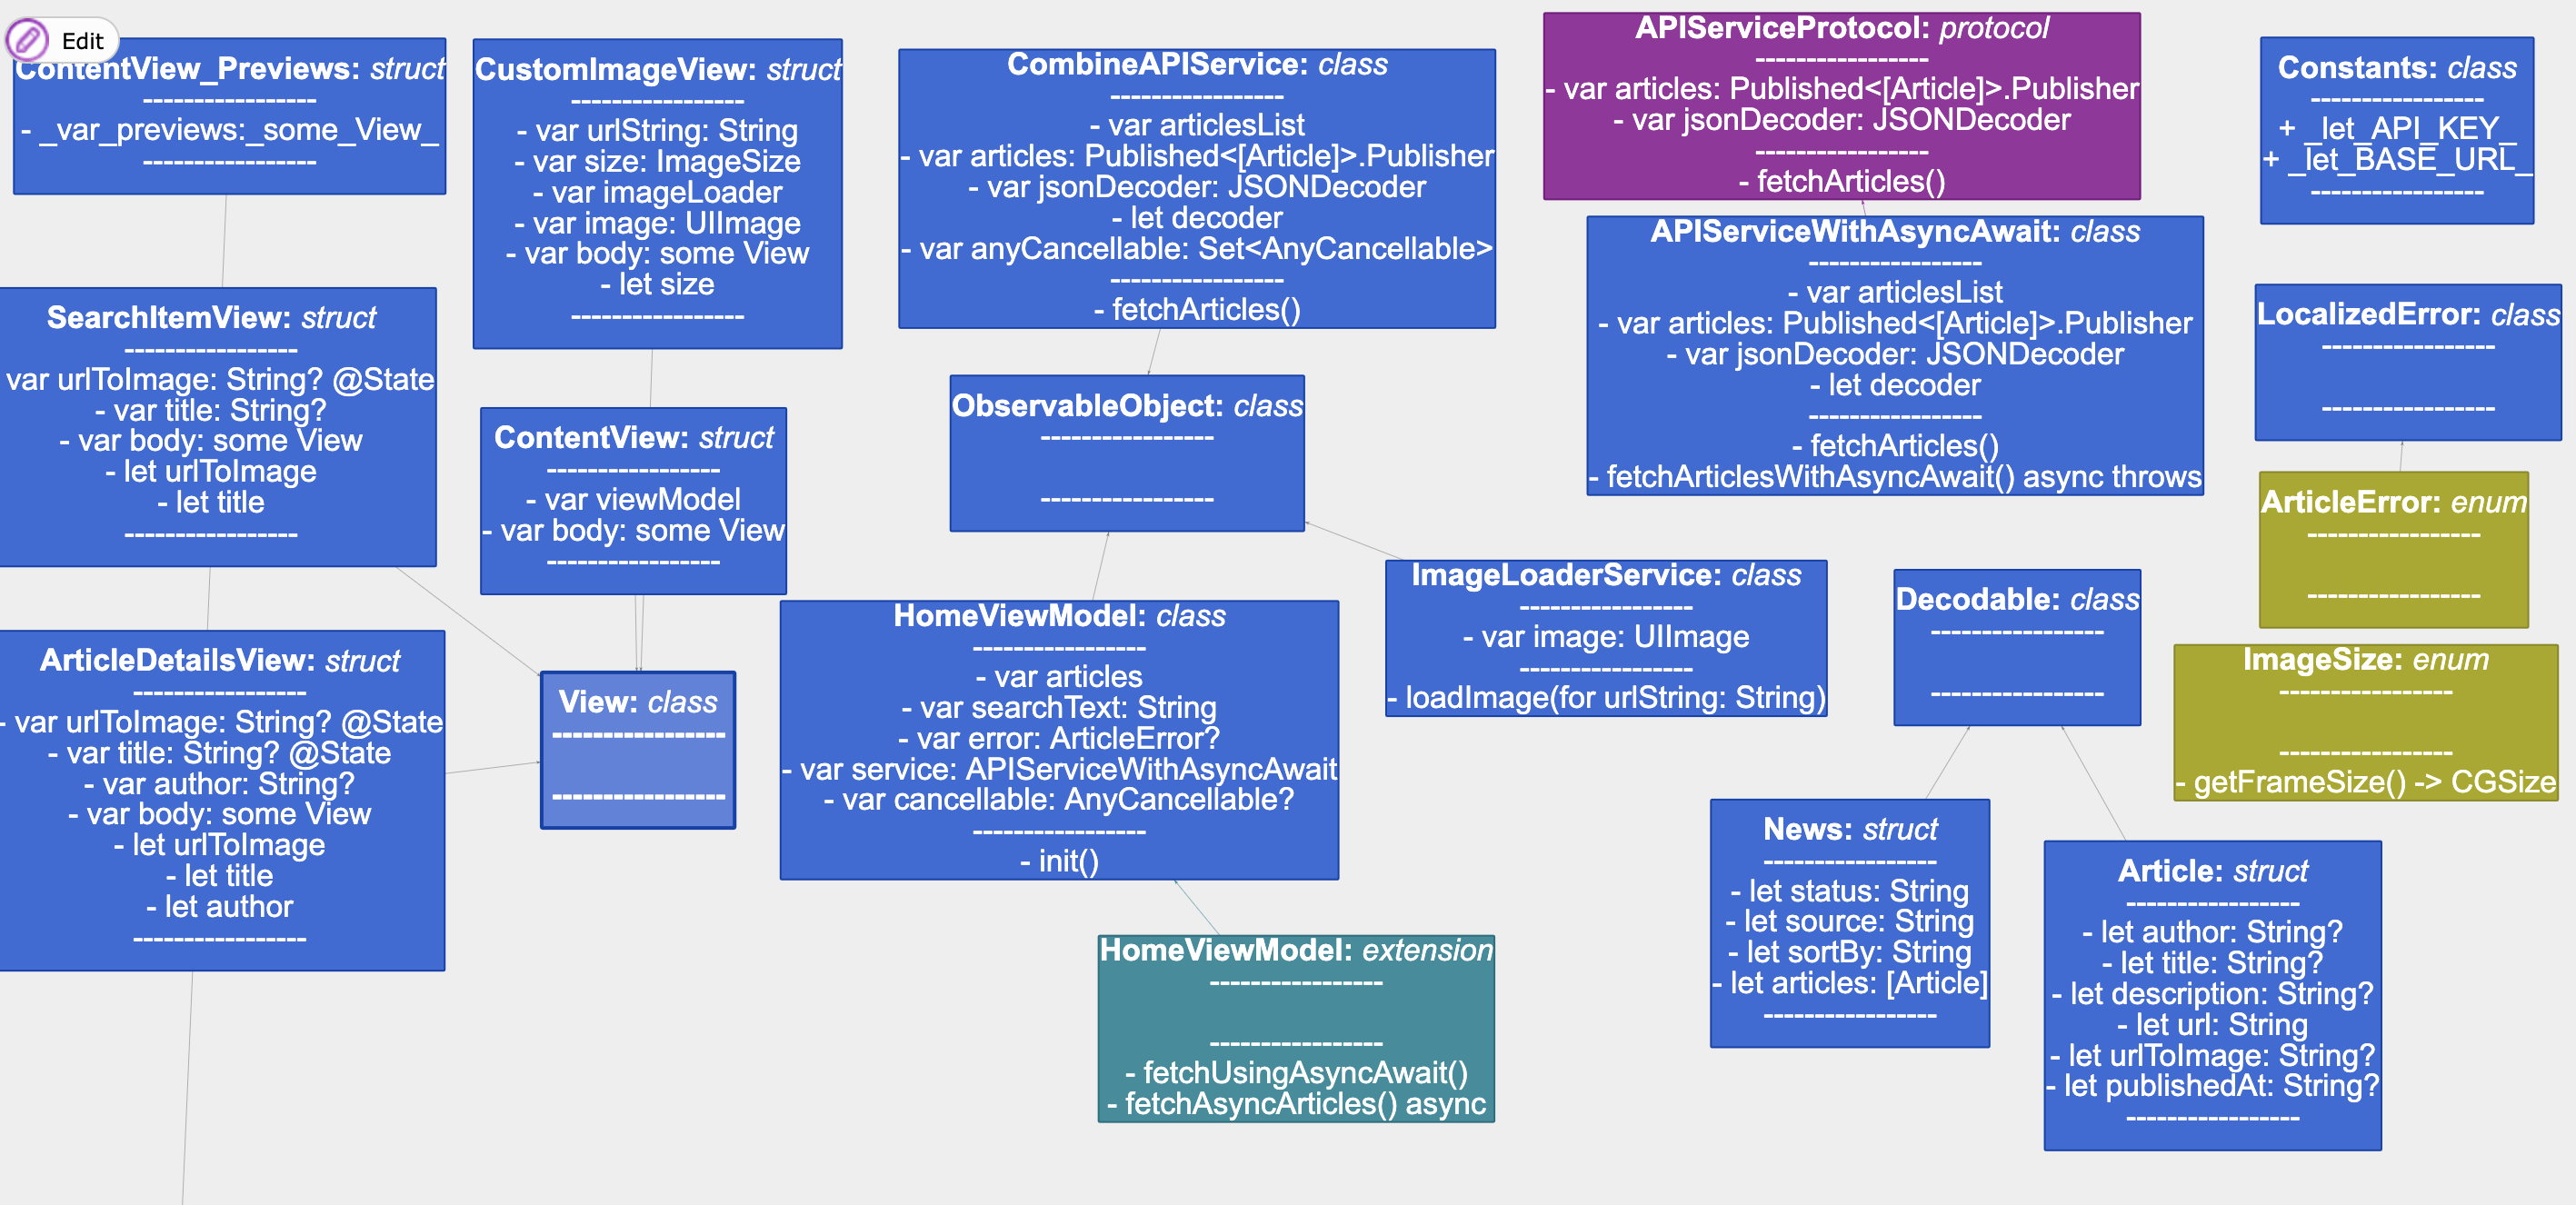 Edit
ContentView_Previews: struct
-----------------
- _var_previews:_some_View_
-----------------
CustomImageView: struct
-----------------
- var urlString: String
- var size: ImageSize
- var imageLoader
- var image: UIImage
- var body: some View
- let size
-----------------
CombineAPIService: class
-----------------
- var articlesList
- var articles: Published<[Article]>.Publisher
- var jsonDecoder: JSONDecoder
- let decoder
- var anyCancellable: Set<AnyCancellable>
-----------------
- fetchArticles()
APIServiceProtocol: protocol
-----------------
- var articles: Published<[Article]>.Publisher
- var jsonDecoder: JSONDecoder
-----------------
- fetchArticles()
Constants: class
-----------------
+ _let_API_KEY_
+ _let_BASE_URL_
-----------------
APIServiceWithAsyncAwait: class
-----------------
- var articlesList
- var articles: Published<[Article]>.Publisher
- var jsonDecoder: JSONDecoder
- let decoder
-----------------
- fetchArticles()
- fetchArticlesWithAsyncAwait() async throws
SearchItemView: struct
-----------------
var urlToImage: String? @State
- var title: String?
- var body: some View
- let urlToImage
- let title
-----------------
ContentView: struct
-----------------
- var viewModel
- var body: some View
-----------------
ObservableObject: class
-----------------
-----------------
LocalizedError: class
-----------------
-----------------
ArticleError: enum
-----------------
-----------------
ArticleDetailsView: struct
-----------------
- var urlToImage: String? @State
- var title: String? @State
- var author: String?
- var body: some View
- let urlToImage
- let title
- let author
-----------------
View: class
-----------------
-----------------
HomeViewModel: class
-----------------
- var articles
- var searchText: String
- var error: ArticleError?
- var service: APIServiceWithAsyncAwait
- var cancellable: AnyCancellable?
-----------------
- init()
ImageLoaderService: class
-----------------
- var image: UIImage
-----------------
- loadImage(for urlString: String)
Decodable: class
-----------------
-----------------
ImageSize: enum
-----------------
-----------------
- getFrameSize() -> CGSize
HomeViewModel: extension
-----------------
-----------------
- fetchUsingAsyncAwait()
- fetchAsyncArticles() async
News: struct
-----------------
- let status: String
- let source: String
- let sortBy: String
- let articles: [Article]
-----------------
Article: struct
-----------------
- let author: String?
- let title: String?
- let description: String?
- let url: String
- let urlToImage: String?
- let publishedAt: String?
-----------------